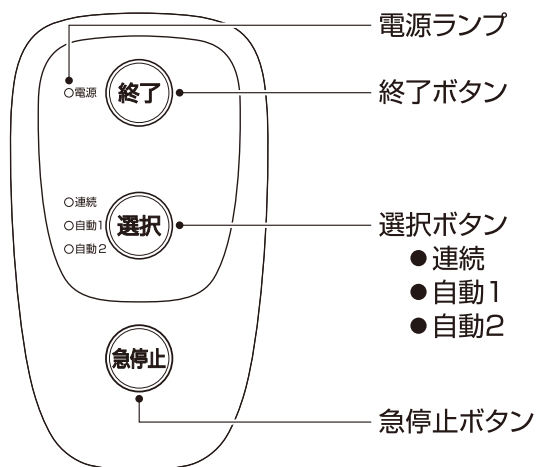 電源ランプ
○電源
終了
終了ボタン
○連続
○自動1
○自動2
選択
選択ボタン
●連続
●自動1
●自動2
急停止
急停止ボタン